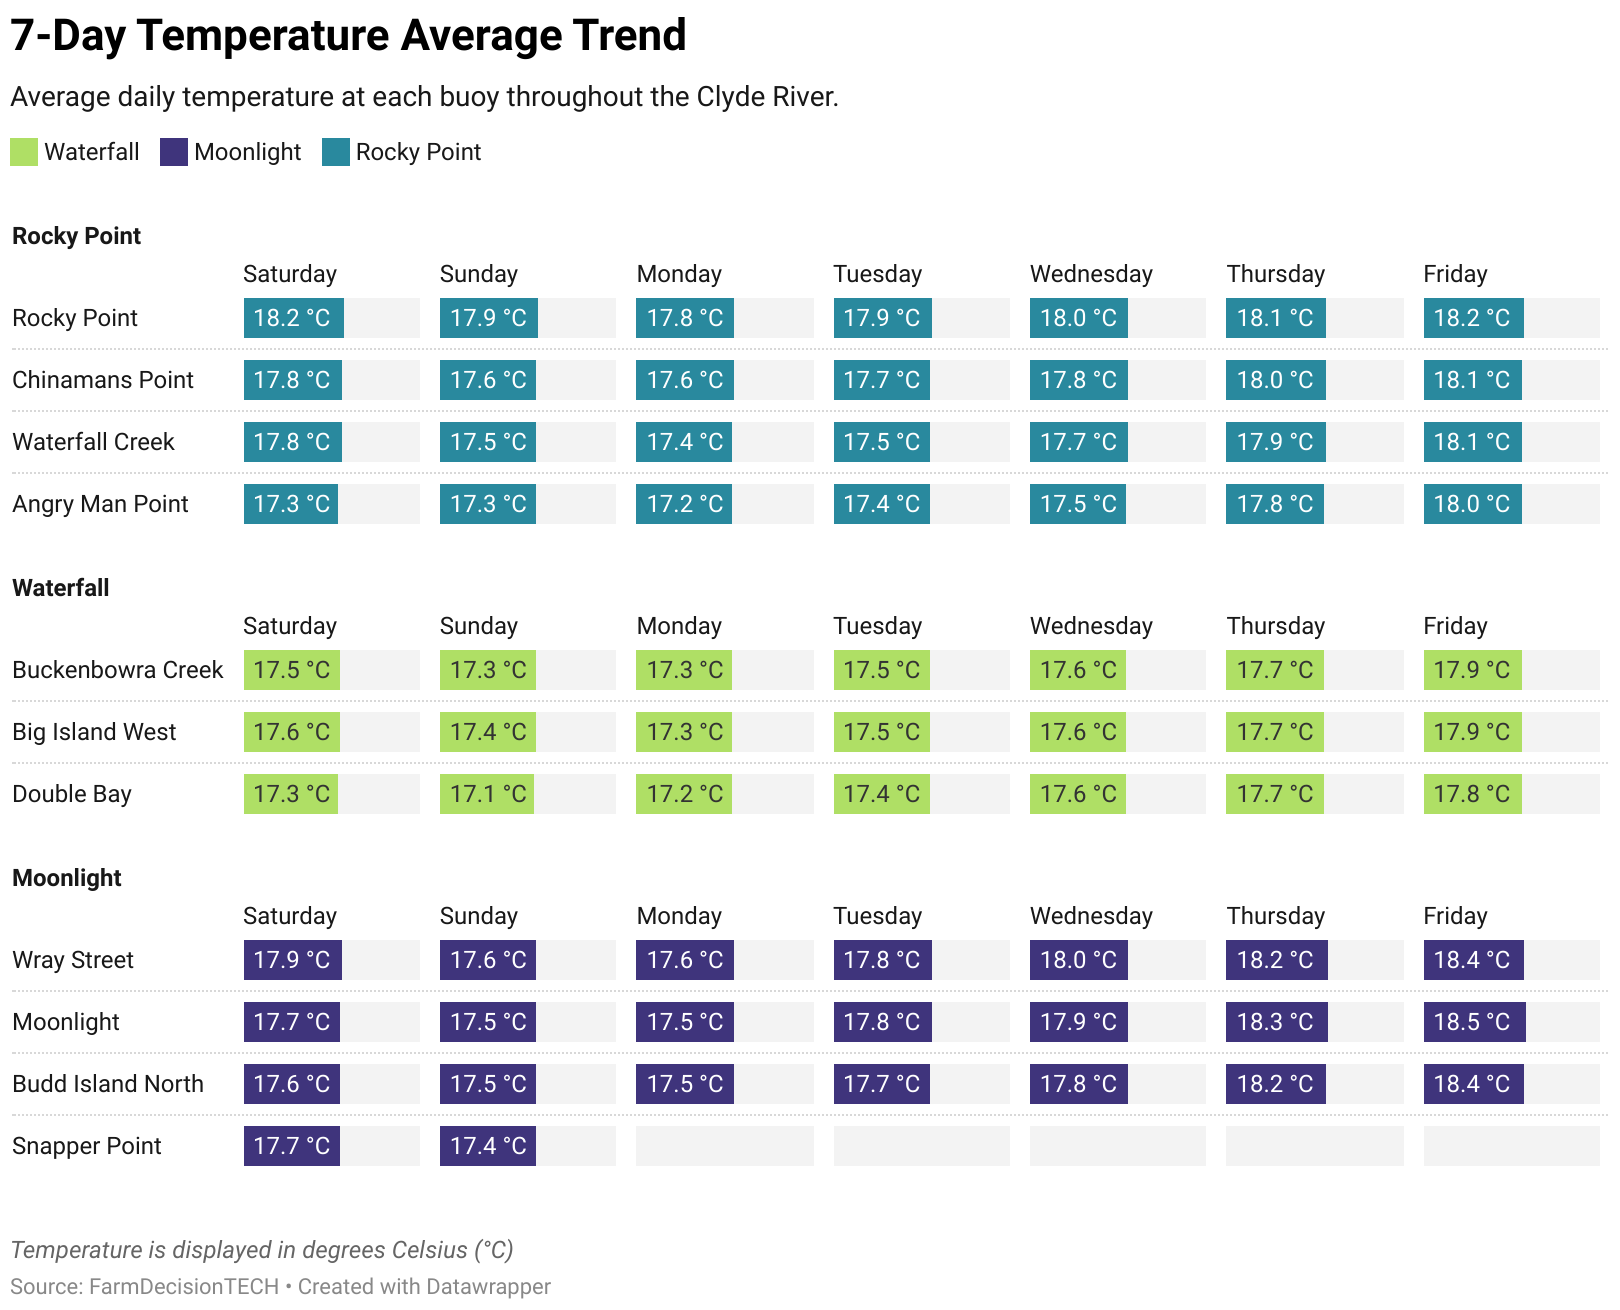 7-Day Temperature Average Trend
Average daily temperature at each buoy throughout the Clyde River.
Waterfall Moonlight Rocky Point
Rocky Point
Saturday Sunday Monday Tuesday Wednesday Thursday Friday
Rocky Point 18.2 °C 17.9 °C 17.8 °C 17.9 °C 18.0 °C 18.1 °C 18.2 °C
Chinamans Point 17.8 °C 17.6 °C 17.6 °C 17.7 °C 17.8 °C 18.0 °C 18.1 °C
Waterfall Creek 17.8 °C 17.5 °C 17.4 °C 17.5 °C 17.7 °C 17.9 °C 18.1 °C
Angry Man Point 17.3 °C 17.3 °C 17.2 °C 17.4 °C 17.5 °C 17.8 °C 18.0 °C
Waterfall
Saturday Sunday Monday Tuesday Wednesday Thursday Friday
Buckenbowra Creek 17.5 °C 17.3 °C 17.3 °C 17.5 °C 17.6 °C 17.7 °C 17.9 °C
Big Island West 17.6 °C 17.4 °C 17.3 °C 17.5 °C 17.6 °C 17.7 °C 17.9 °C
Double Bay 17.3 °C 17.1 °C 17.2 °C 17.4 °C 17.6 °C 17.7 °C 17.8 °C
Moonlight
Saturday Sunday Monday Tuesday Wednesday Thursday Friday
Wray Street 17.9 °C 17.6 °C 17.6 °C 17.8 °C 18.0 °C 18.2 °C 18.4 °C
Moonlight 17.7 °C 17.5 °C 17.5 °C 17.8 °C 17.9 °C 18.3 °C 18.5 °C
Budd Island North 17.6 °C 17.5 °C 17.5 °C 17.7 °C 17.8 °C 18.2 °C 18.4 °C
Snapper Point 17.7 °C 17.4 °C
Temperature is displayed in degrees Celsius (°C)
Source: FarmDecisionTECH • Created with Datawrapper